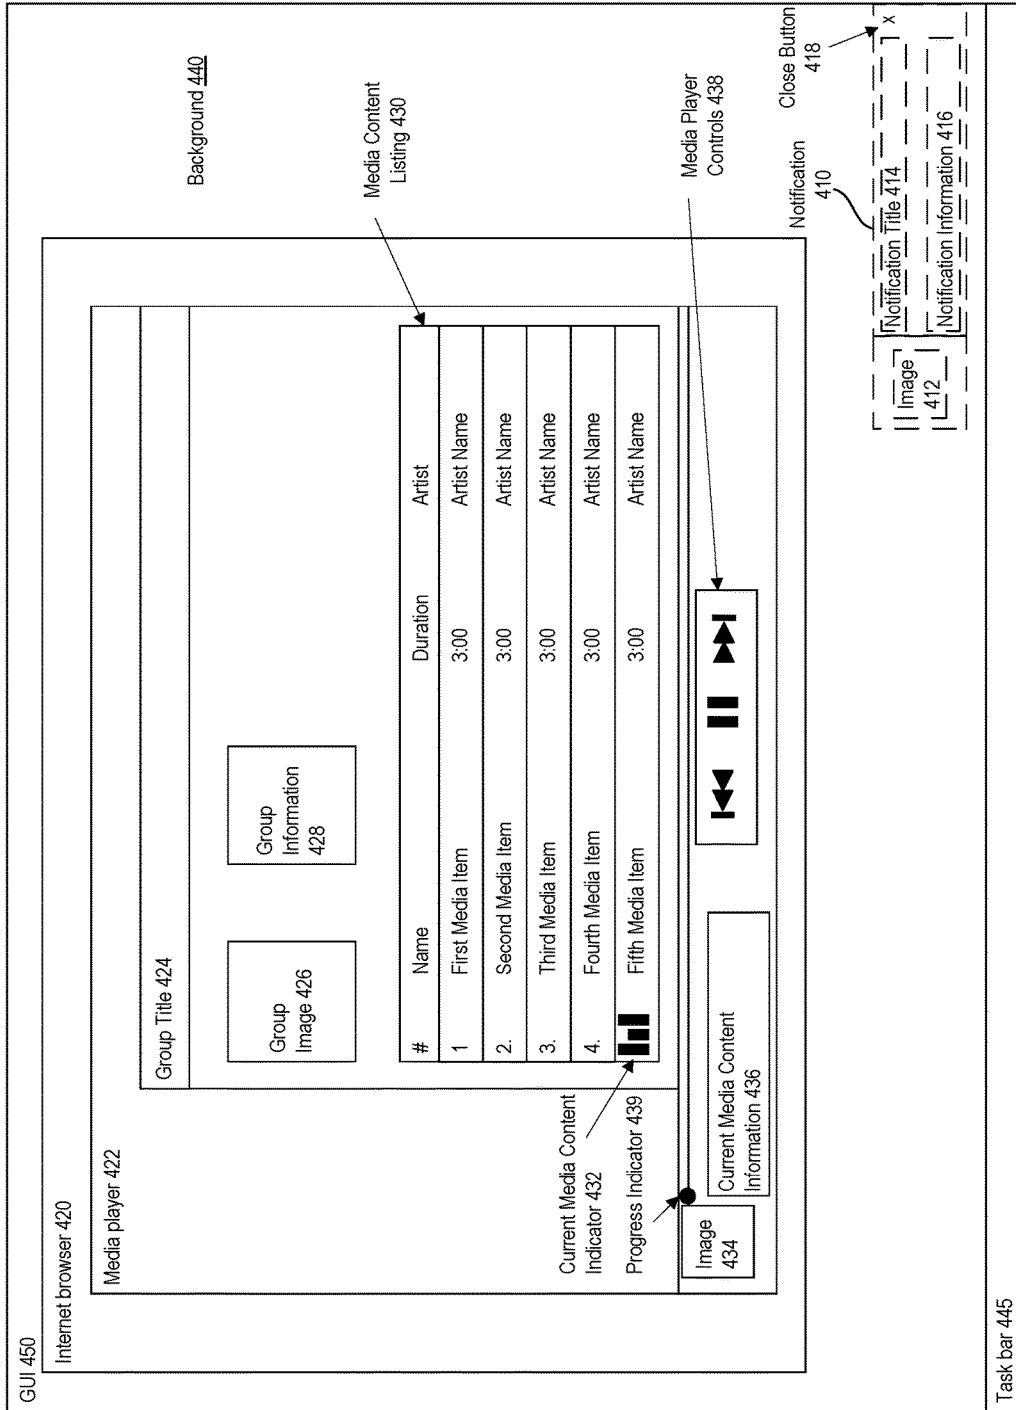 GUI 450
Internet browser 420
Media player 422
Group Title 424
Background 440
Group
Image 426
Group
Information
428
Media Content
Listing 430
# Name Duration Artist
1 First Media Item 3:00 Artist Name
2. Second Media Item 3:00 Artist Name
3. Third Media Item 3:00 Artist Name
4. Fourth Media Item 3:00 Artist Name
Fifth Media Item 3:00 Artist Name
Current Media Content
Indicator 432
Progress Indicator 439
Image
434
Current Media Content
Information 436
Media Player
Controls 438
Notification
410
Close Button
418
Image
412
Notification Title 414
X
Notification Information 416
Task bar 445